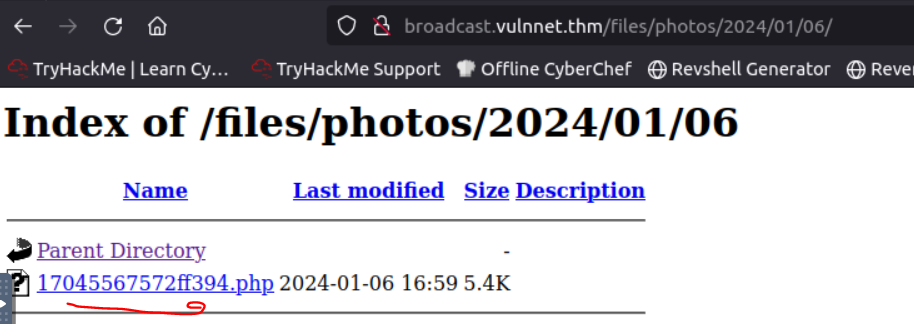 broadcast.vulnnet.thm/files/photos/2024/01/06/
TryHackMe | Learn Cy... TryHackMe Support Offline CyberChef Revshell Generator Reve
Index of /files/photos/2024/01/06
Name Last modified Size Description
Parent Directory -
17045567572ff394.php 2024-01-06 16:59 5.4K